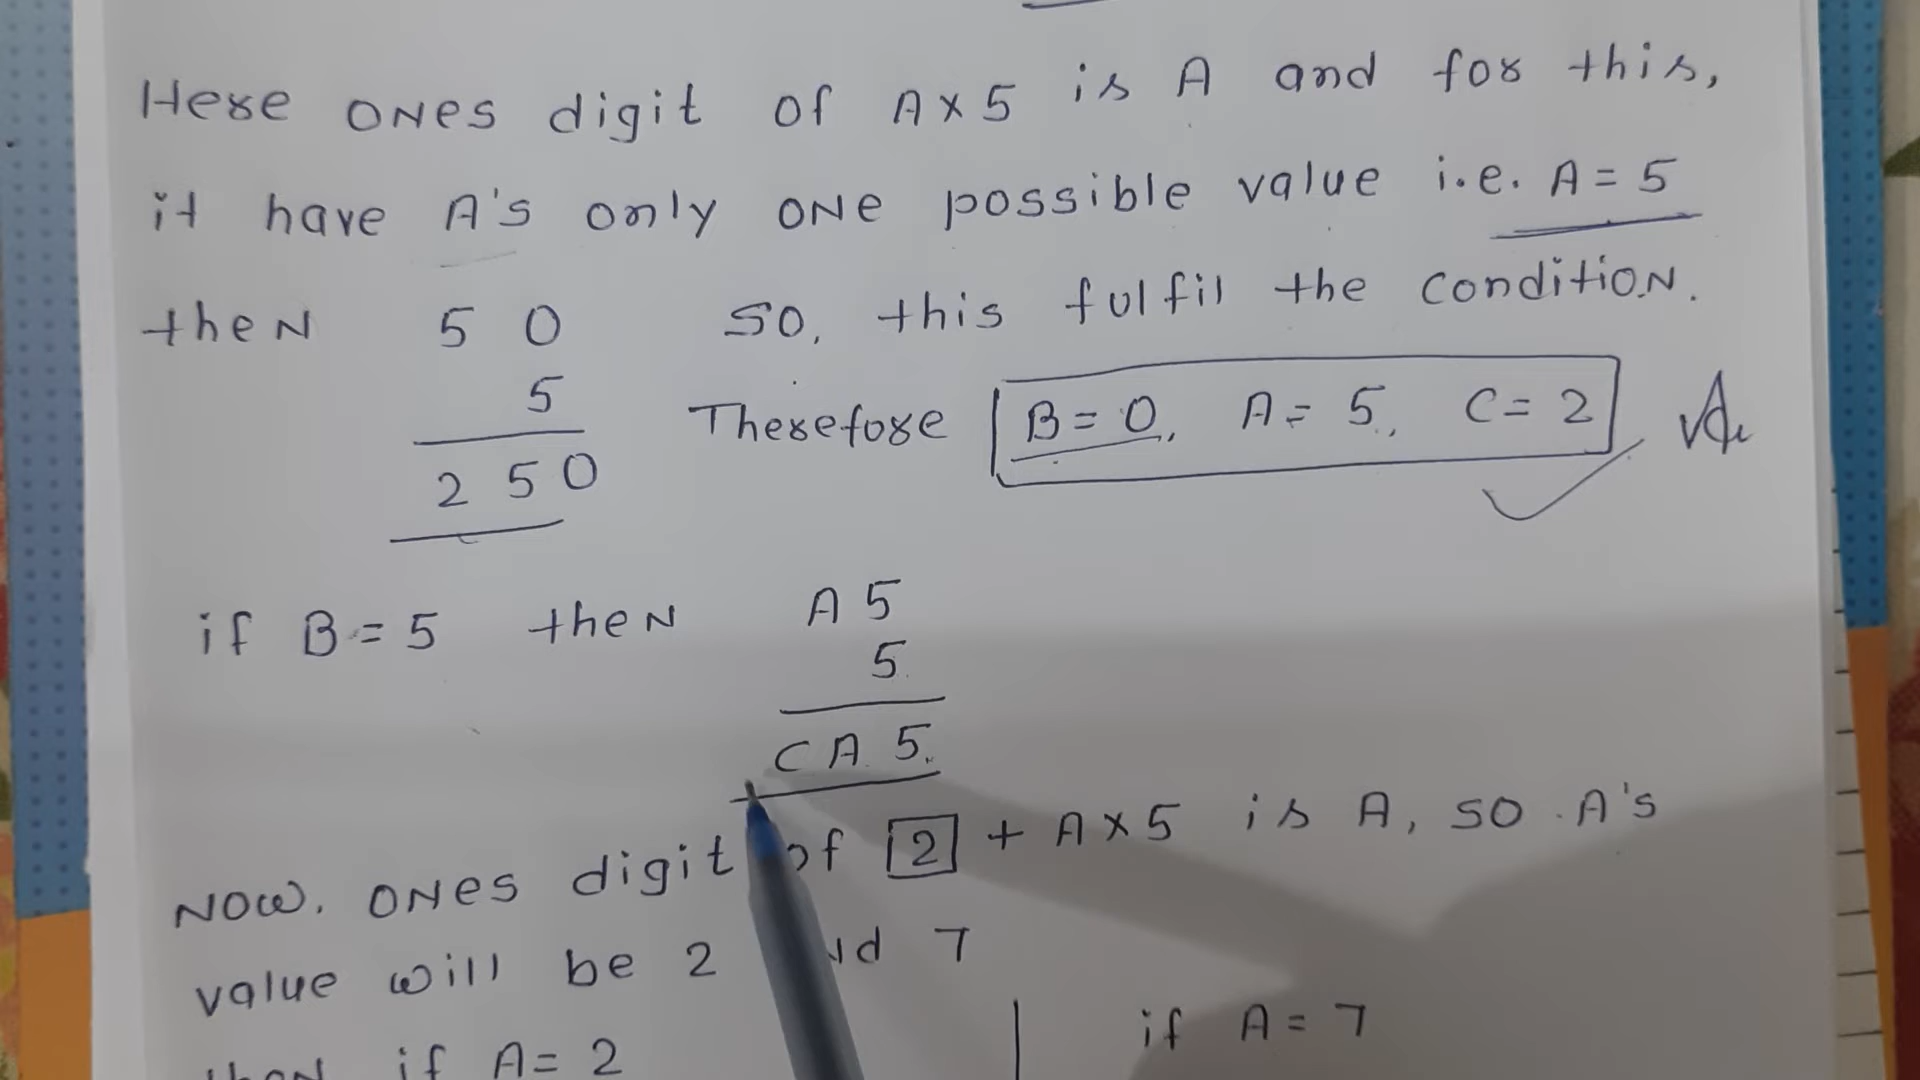 Here ones digit of A×5 is A and for this,
it have A's only one possible value i.e. A=5
then 5 0 so, this fulfil the condition.
5
Therefore B=0, A=5, C=2
2 5 0
if B=5 then A 5
5
C A 5
Now, ones digit of 2 + A×5 is A, so A's
value will be 2 7
if A=2 if A=7